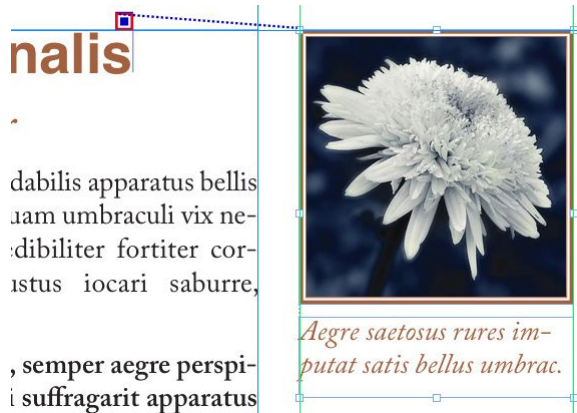 nalis
r
dabilis apparatus bellis
uam umbraculi vix ne-
edibiliter fortiter cor-
ustus iocari saburre,
, semper aegre perspi-
i suffragarit apparatus
Aegre saetosus rures im-
putat satis bellus umbrac.